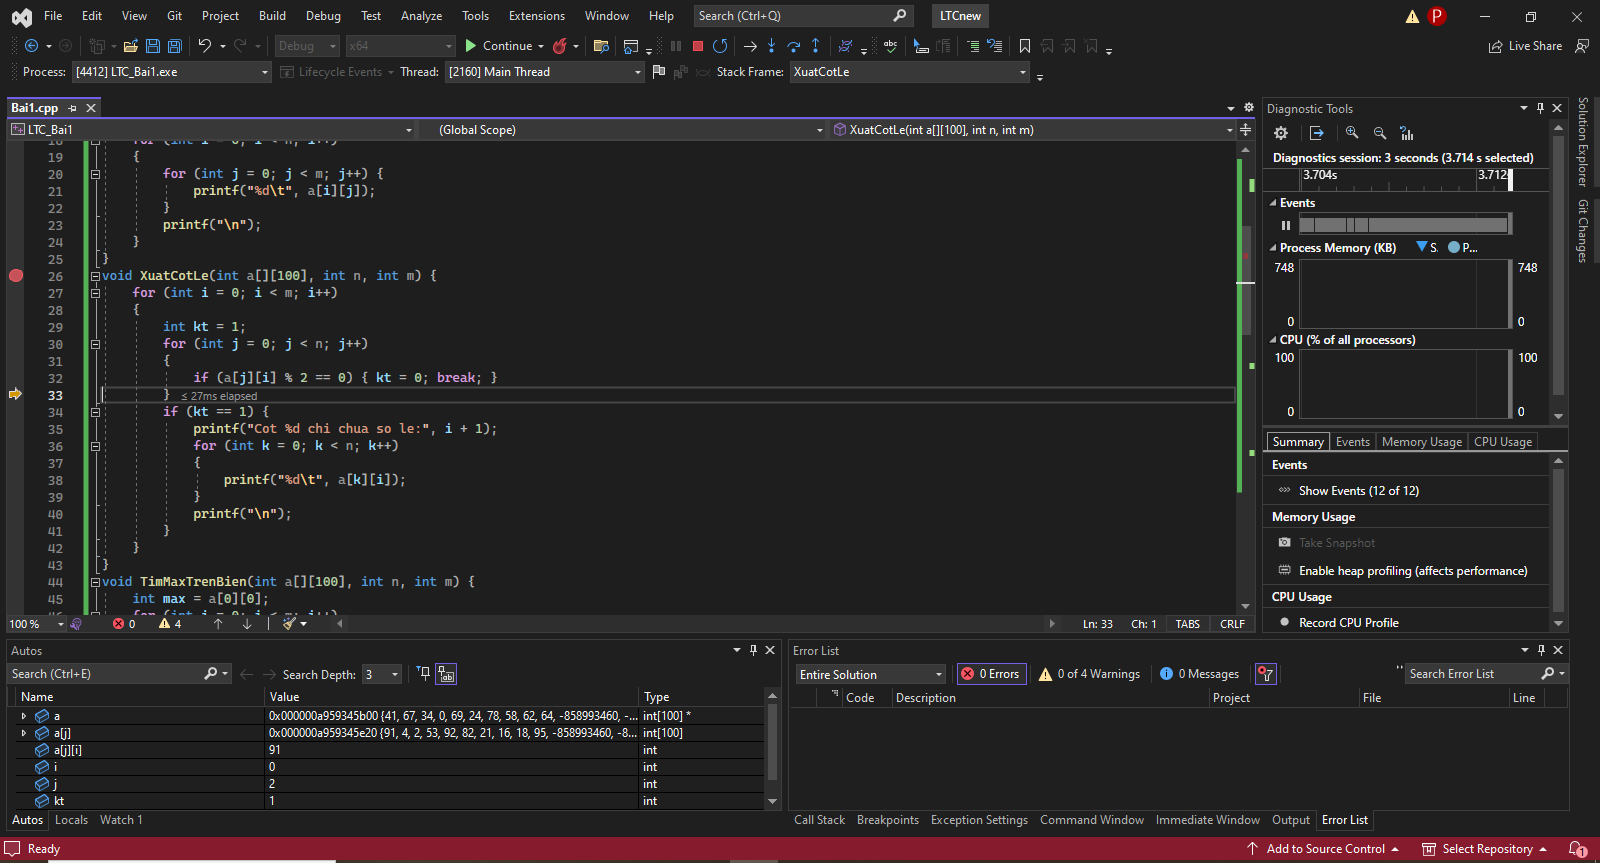 File Edit View Git Project Build Debug Test Analyze Tools Extensions Window Help Search (Ctrl+Q) LTCnew P
Debug x64 Continue Live Share
Process: [4412] LTC_Bai1.exe Lifecycle Events Thread: [2160] Main Thread Stack Frame: XuatCotLe
Bai1.cpp
LTC_Bai1 (Global Scope) XuatCotLe(int a[][100], int n, int m)
18 for (int i = 0; i < n; i++)
19 {
20 for (int j = 0; j < m; j++) {
21 printf("%d\t", a[i][j]);
22 }
23 printf("\n");
24 }
25 }
26 void XuatCotLe(int a[][100], int n, int m) {
27 for (int i = 0; i < m; i++)
28 {
29 int kt = 1;
30 for (int j = 0; j < n; j++)
31 {
32 if (a[j][i] % 2 == 0) { kt = 0; break; }
33 } ≤ 27ms elapsed
34 if (kt == 1) {
35 printf("Cot %d chi chua so le:", i + 1);
36 for (int k = 0; k < n; k++)
37 {
38 printf("%d\t", a[k][i]);
39 }
40 printf("\n");
41 }
42 }
43 }
44 void TimMaxTrenBien(int a[][100], int n, int m) {
45 int max = a[0][0];
46 for (int i = 0; i < m; i++)
100 % 0 4 Ln: 33 Ch: 1 TABS CRLF
Diagnostic Tools
Diagnostics session: 3 seconds (3.714 s selected)
3.704s 3.712s
Events
Process Memory (KB) S. P...
748 748
0 0
CPU (% of all processors)
100 100
0 0
Summary Events Memory Usage CPU Usage
Events
Show Events (12 of 12)
Memory Usage
Take Snapshot
Enable heap profiling (affects performance)
CPU Usage
Record CPU Profile
Solution Explorer
Git Changes
Autos
Search (Ctrl+E) Search Depth: 3
Name Value Type
a 0x000000a959345b00 {41, 67, 34, 0, 69, 24, 78, 58, 62, 64, -858993460, -... int[100] *
a[j] 0x000000a959345e20 {91, 4, 2, 53, 92, 82, 21, 16, 18, 95, -858993460, -8... int[100]
a[j][i] 91 int
i 0 int
j 2 int
kt 1 int
Autos Locals Watch 1
Error List
Entire Solution 0 Errors 0 of 4 Warnings 0 Messages Search Error List
Code Description Project File Line
Call Stack Breakpoints Exception Settings Command Window Immediate Window Output Error List
Ready Add to Source Control Select Repository 1